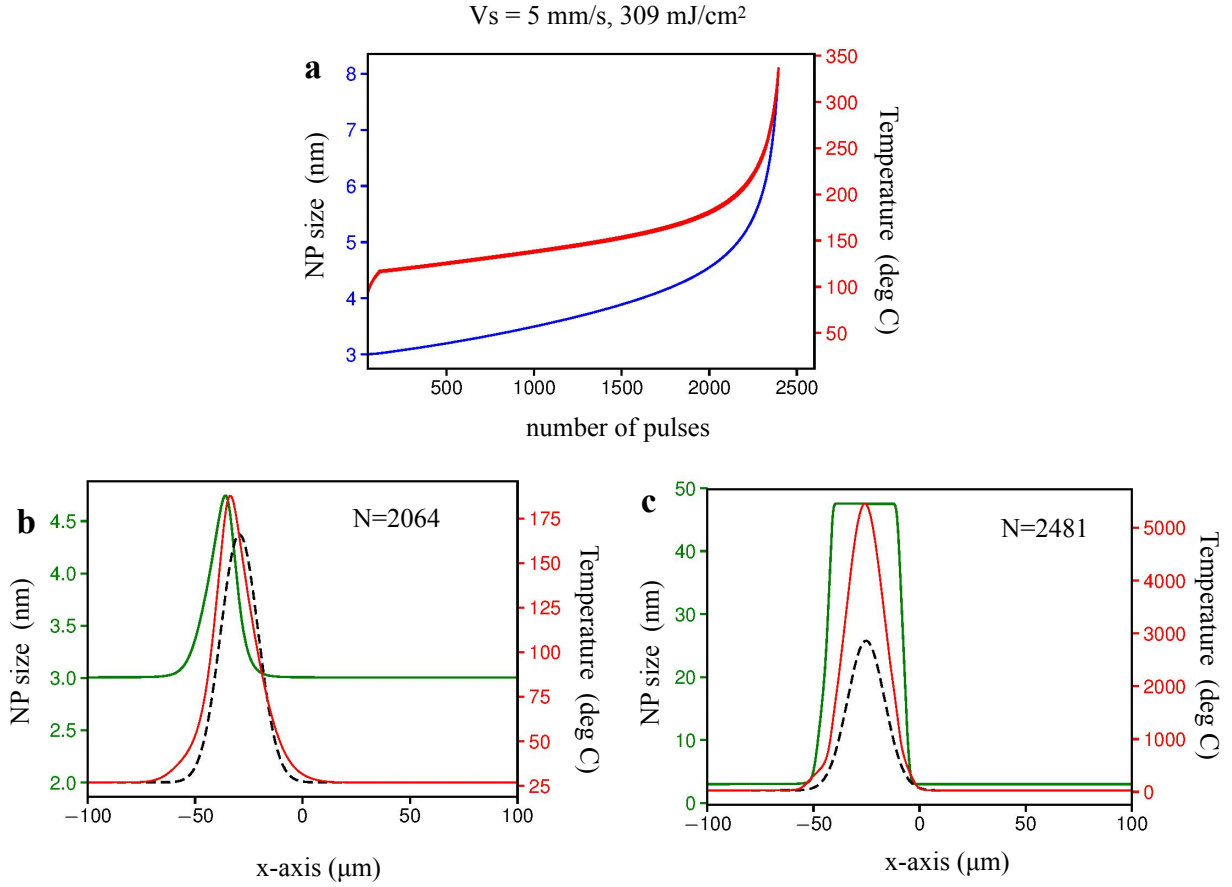 Vs = 5 mm/s, 309 mJ/cm²
a
8
7
6
5
4
3
NP size (nm)
350
300
250
200
150
100
50
Temperature (deg C)
500 1000 1500 2000 2500
number of pulses
b
N=2064
4.5
4.0
3.5
3.0
2.5
2.0
NP size (nm)
175
150
125
100
75
50
25
Temperature (deg C)
−100 −50 0 50 100
x-axis (μm)
c
N=2481
50
40
30
20
10
0
NP size (nm)
5000
4000
3000
2000
1000
0
Temperature (deg C)
−100 −50 0 50 100
x-axis (μm)